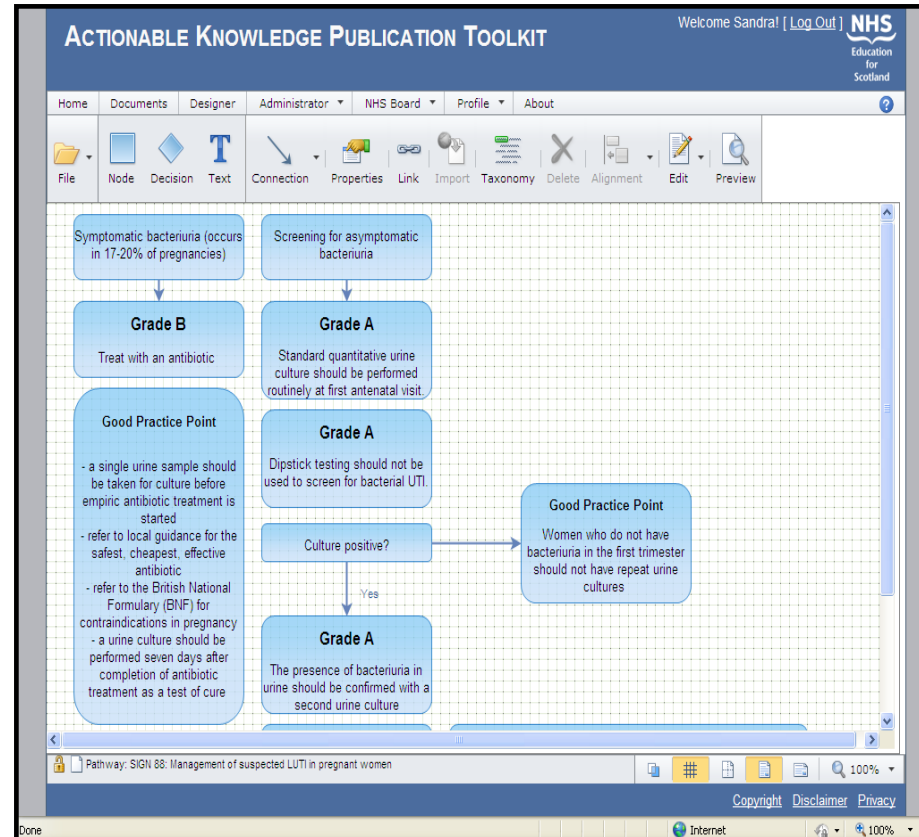 ACTIONABLE KNOWLEDGE PUBLICATION TOOLKIT
Welcome Sandra! [ Log Out ]
NHS
Education
for
Scotland
Home Documents Designer Administrator NHS Board Profile About
File Node Decision Text Connection Properties Link Import Taxonomy Delete Alignment Edit Preview
Symptomatic bacteriuria (occurs
in 17-20% of pregnancies)
Grade B
Treat with an antibiotic
Good Practice Point
- a single urine sample should
be taken for culture before
empiric antibiotic treatment is
started
- refer to local guidance for the
safest, cheapest, effective
antibiotic
- refer to the British National
Formulary (BNF) for
contraindications in pregnancy
- a urine culture should be
performed seven days after
completion of antibiotic
treatment as a test of cure
Screening for asymptomatic
bacteriuria
Grade A
Standard quantitative urine
culture should be performed
routinely at first antenatal visit.
Grade A
Dipstick testing should not be
used to screen for bacterial UTI.
Culture positive?
Yes
Grade A
The presence of bacteriuria in
urine should be confirmed with a
second urine culture
Good Practice Point
Women who do not have
bacteriuria in the first trimester
should not have repeat urine
cultures
Pathway: SIGN 88: Management of suspected LUTI in pregnant women
100%
Copyright Disclaimer Privacy
Done Internet 100%